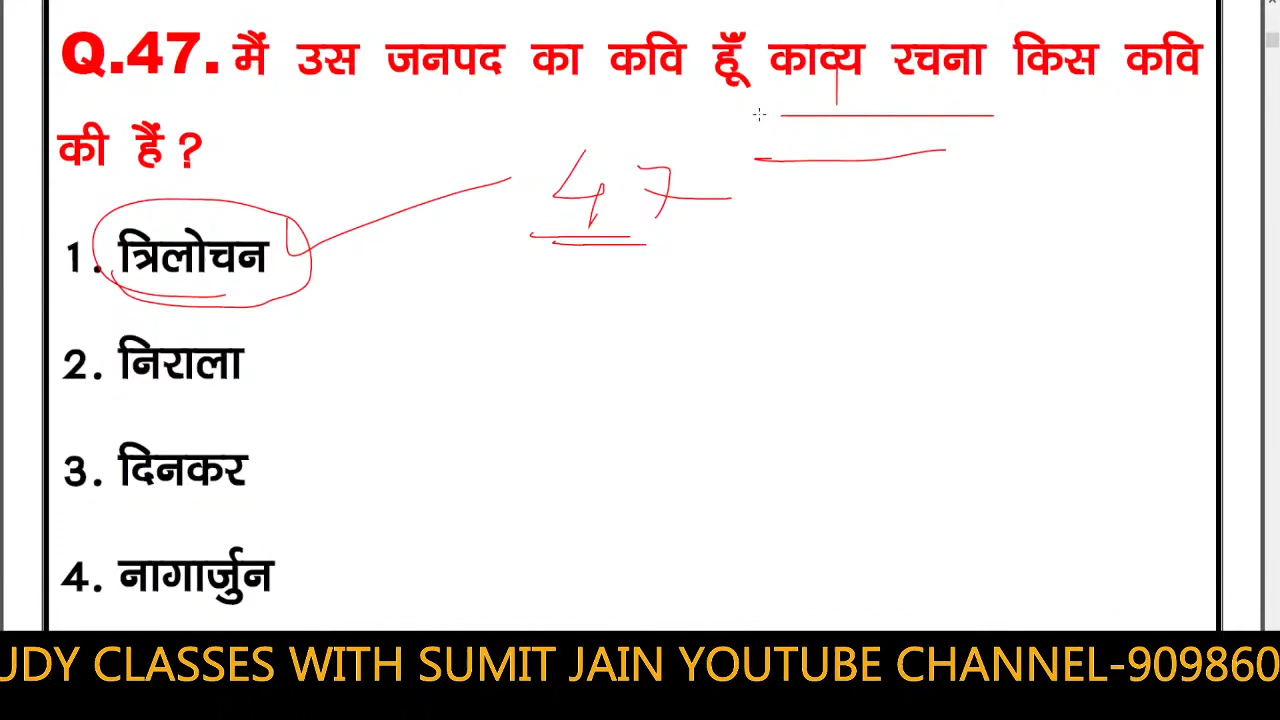 Q.47. मैं उस जनपद का कवि हूँ काव्य रचना किस कवि
की हैं ?
47
1. त्रिलोचन
2. निराला
3. दिनकर
4. नागार्जुन
UDY CLASSES WITH SUMIT JAIN YOUTUBE CHANNEL-909860